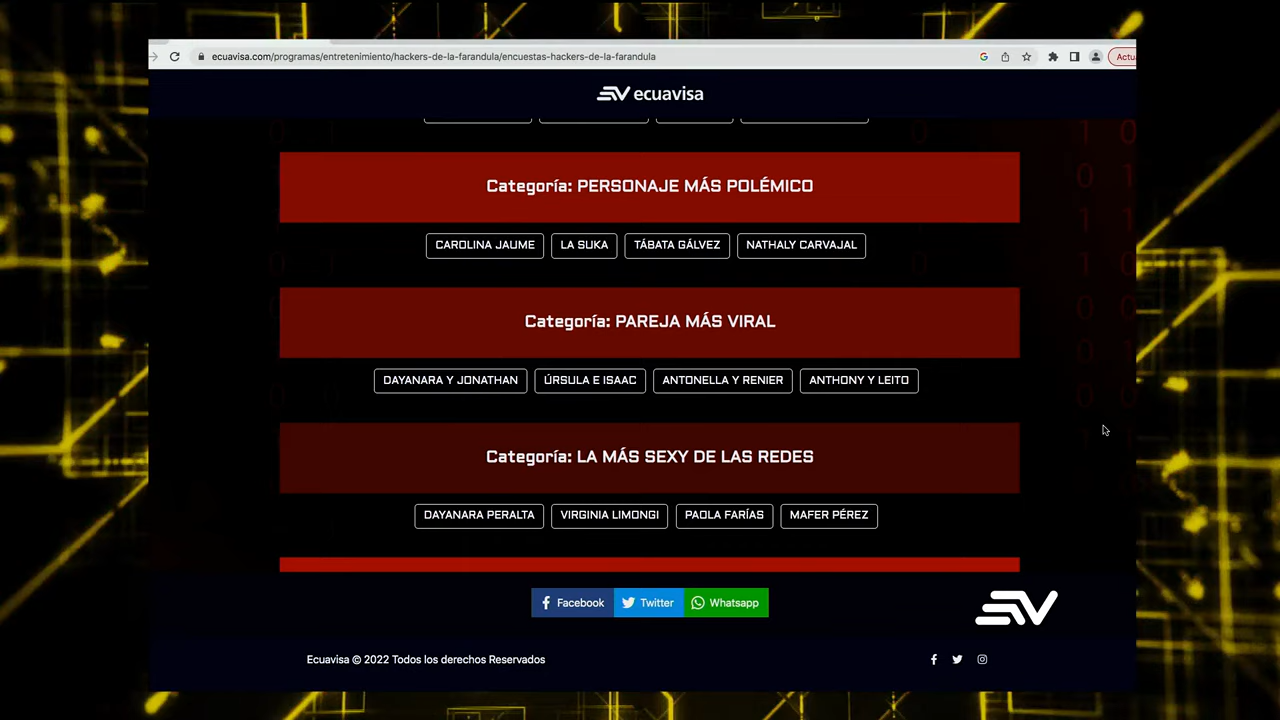 ecuavisa.com/programas/entretenimiento/hackers-de-la-farandula/encuestas-hackers-de-la-farandula
Actu
ecuavisa
Categoría: PERSONAJE MÁS POLÉMICO
CAROLINA JAUME LA SUKA TÁBATA GÁLVEZ NATHALY CARVAJAL
Categoría: PAREJA MÁS VIRAL
DAYANARA Y JONATHAN ÚRSULA E ISAAC ANTONELLA Y RENIER ANTHONY Y LEITO
Categoría: LA MÁS SEXY DE LAS REDES
DAYANARA PERALTA VIRGINIA LIMONGI PAOLA FARÍAS MAFER PÉREZ
Facebook Twitter Whatsapp
Ecuavisa © 2022 Todos los derechos Reservados